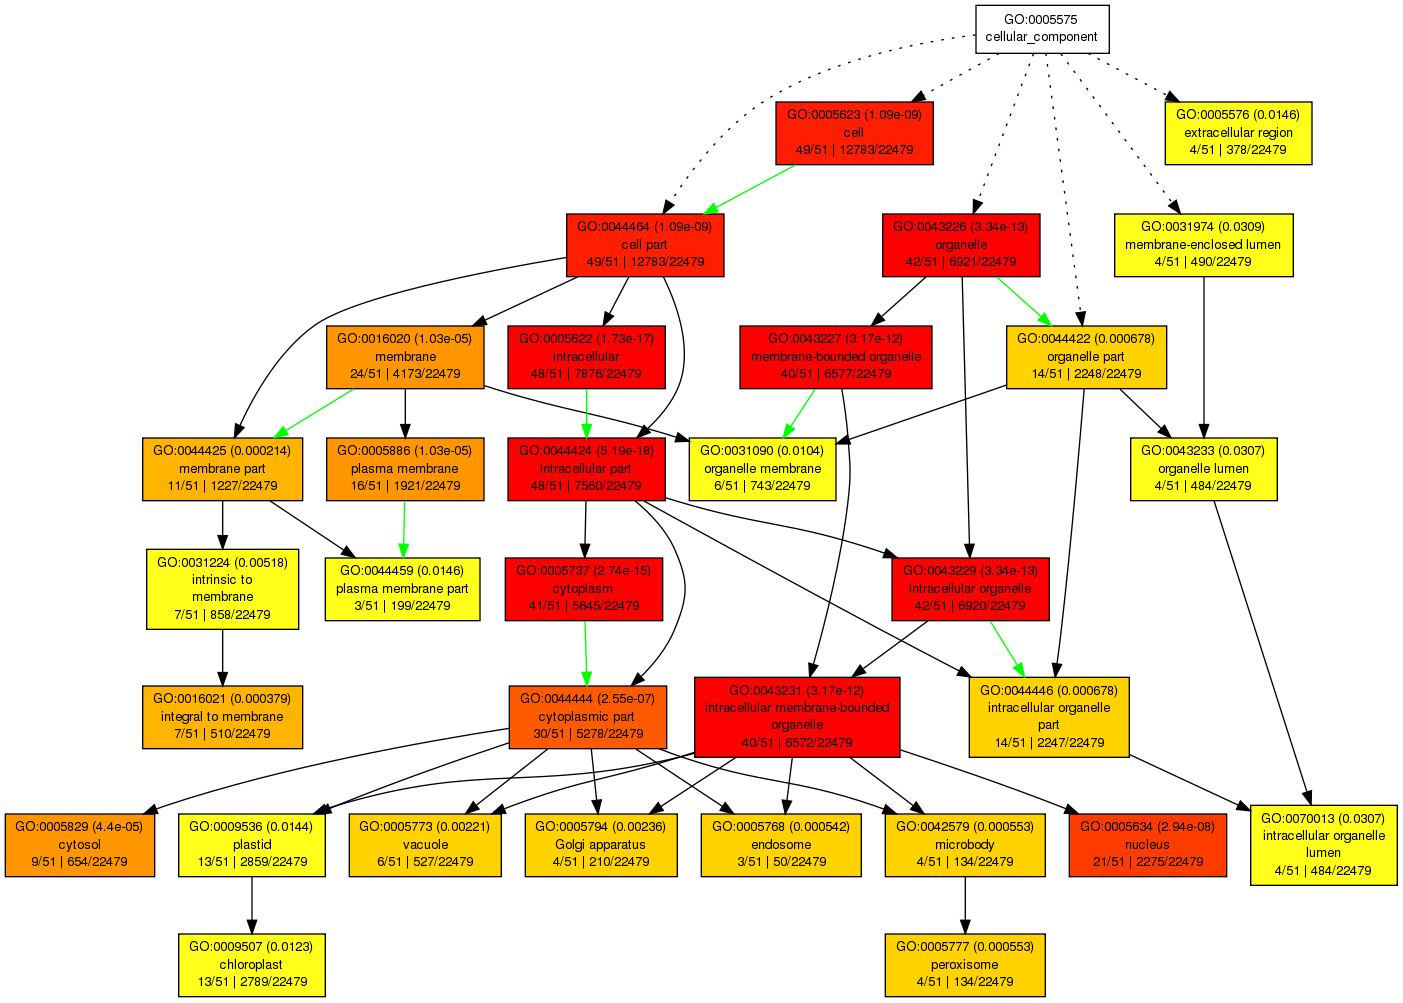 GO:0005575
cellular_component
GO:0005623 (1.09e-09)
cell
49/51 | 12783/22479
GO:0005576 (0.0146)
extracellular region
4/51 | 378/22479
GO:0044464 (1.09e-09)
cell part
49/51 | 12783/22479
GO:0043226 (3.34e-13)
organelle
42/51 | 6921/22479
GO:0031974 (0.0309)
membrane-enclosed lumen
4/51 | 490/22479
GO:0016020 (1.03e-05)
membrane
24/51 | 4173/22479
GO:0005622 (1.73e-17)
intracellular
48/51 | 7876/22479
GO:0043227 (3.17e-12)
membrane-bounded organelle
40/51 | 6577/22479
GO:0044422 (0.000678)
organelle part
14/51 | 2248/22479
GO:0044425 (0.000214)
membrane part
11/51 | 1227/22479
GO:0005886 (1.03e-05)
plasma membrane
16/51 | 1921/22479
GO:0044424 (5.19e-18)
intracellular part
48/51 | 7550/22479
GO:0031090 (0.0104)
organelle membrane
6/51 | 743/22479
GO:0043233 (0.0307)
organelle lumen
4/51 | 484/22479
GO:0031224 (0.00518)
intrinsic to
membrane
7/51 | 858/22479
GO:0044459 (0.0146)
plasma membrane part
3/51 | 199/22479
GO:0005737 (2.74e-15)
cytoplasm
41/51 | 5645/22479
GO:0043229 (3.34e-13)
intracellular organelle
42/51 | 6920/22479
GO:0016021 (0.000379)
integral to membrane
7/51 | 510/22479
GO:0044444 (2.55e-07)
cytoplasmic part
30/51 | 5278/22479
GO:0043231 (3.17e-12)
intracellular membrane-bounded
organelle
40/51 | 6572/22479
GO:0044446 (0.000678)
intracellular organelle
part
14/51 | 2247/22479
GO:0005829 (4.4e-05)
cytosol
9/51 | 654/22479
GO:0009536 (0.0144)
plastid
13/51 | 2859/22479
GO:0005773 (0.00221)
vacuole
6/51 | 527/22479
GO:0005794 (0.00236)
Golgi apparatus
4/51 | 210/22479
GO:0005768 (0.000542)
endosome
3/51 | 50/22479
GO:0042579 (0.000553)
microbody
4/51 | 134/22479
GO:0005634 (2.94e-08)
nucleus
21/51 | 2275/22479
GO:0070013 (0.0307)
intracellular organelle
lumen
4/51 | 484/22479
GO:0009507 (0.0123)
chloroplast
13/51 | 2789/22479
GO:0005777 (0.000553)
peroxisome
4/51 | 134/22479